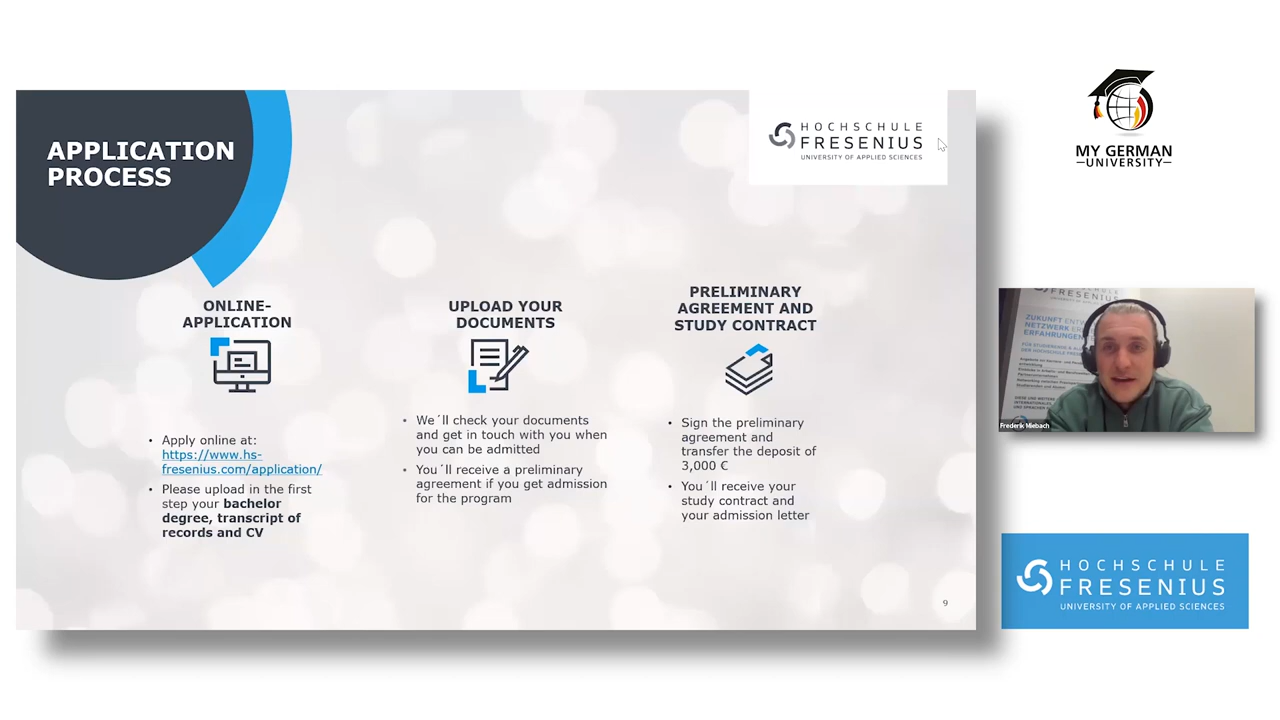 APPLICATION
PROCESS
HOCHSCHULE
FRESENIUS
UNIVERSITY OF APPLIED SCIENCES
MY GERMAN
UNIVERSITY
ONLINE-
APPLICATION
• Apply online at:
https://www.hs-
fresenius.com/application/
• Please upload in the first
step your bachelor
degree, transcript of
records and CV
UPLOAD YOUR
DOCUMENTS
• We´ll check your documents
and get in touch with you when
you can be admitted
• You´ll receive a preliminary
agreement if you get admission
for the program
PRELIMINARY
AGREEMENT AND
STUDY CONTRACT
• Sign the preliminary
agreement and
transfer the deposit of
3,000 €
• You´ll receive your
study contract and
your admission letter
9
FRESENIUS
ZUKUNFT
NETZWERK
Frederik Miebach
HOCHSCHULE
FRESENIUS
UNIVERSITY OF APPLIED SCIENCES